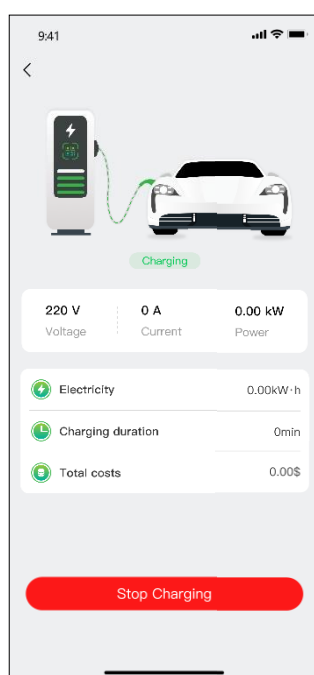 9:41
Charging
220 V 0 A 0.00 kW
Voltage Current Power
Electricity 0.00kW·h
Charging duration 0min
Total costs 0.00$
Stop Charging